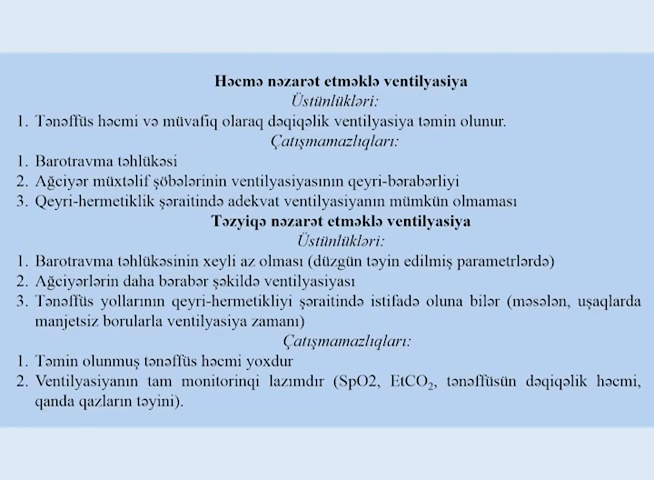 Həcmə nəzarət etməklə ventilyasiya
Üstünlükləri:
1. Tənəffüs həcmi və müvafiq olaraq dəqiqəlik ventilyasiya təmin olunur.
Çatışmamazlıqları:
1. Barotravma təhlükəsi
2. Ağciyər müxtəlif şöbələrinin ventilyasiyasının qeyri-bərabərliyi
3. Qeyri-hermetiklik şəraitində adekvat ventilyasiyanın mümkün olmaması
Təzyiqə nəzarət etməklə ventilyasiya
Üstünlükləri:
1. Barotravma təhlükəsinin xeyli az olması (düzgün təyin edilmiş parametrlərdə)
2. Ağciyərlərin daha bərabər şəkildə ventilyasiyası
3. Tənəffüs yollarının qeyri-hermetikliyi şəraitində istifadə oluna bilər (məsələn, uşaqlarda
manjetsiz borularla ventilyasiya zamanı)
Çatışmamazlıqları:
1. Təmin olunmuş tənəffüs həcmi yoxdur
2. Ventilyasiyanın tam monitorinqi lazımdır (SpO2, EtCO₂, tənəffüsün dəqiqəlik həcmi,
qanda qazların təyini).